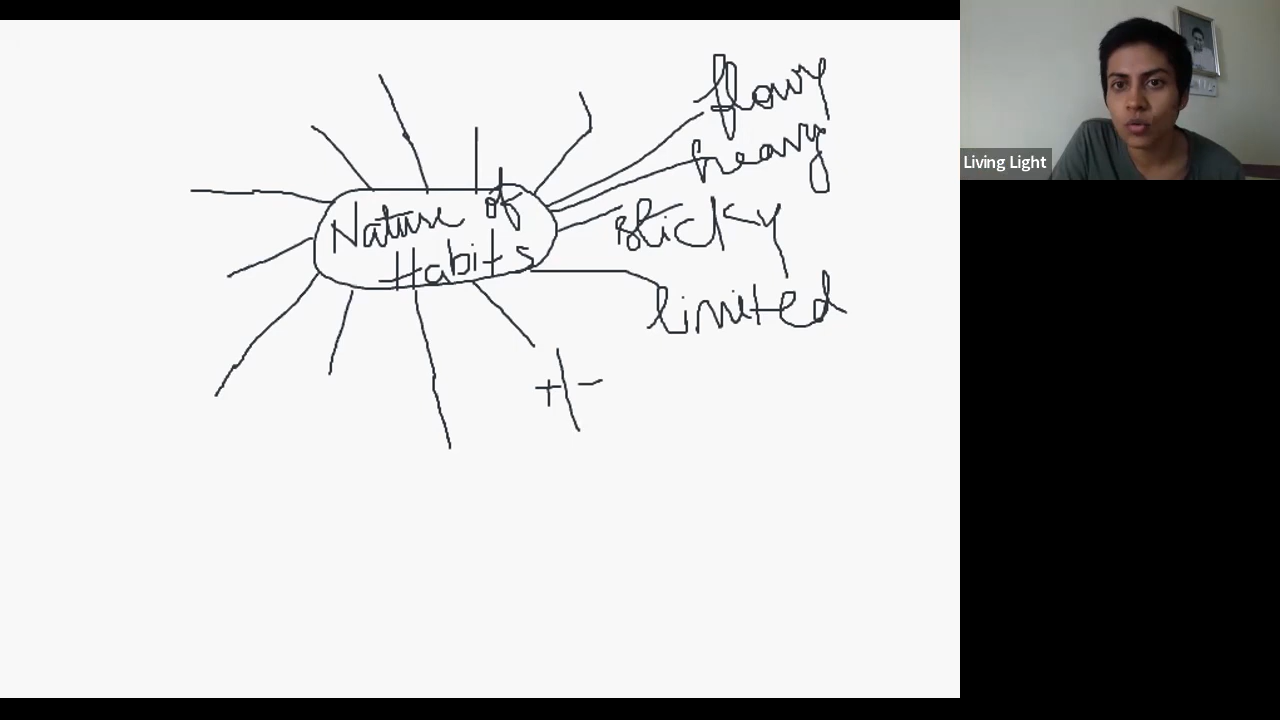 flowy
heavy
Nature of
Habits
sticky
limited
+/-
Living Light